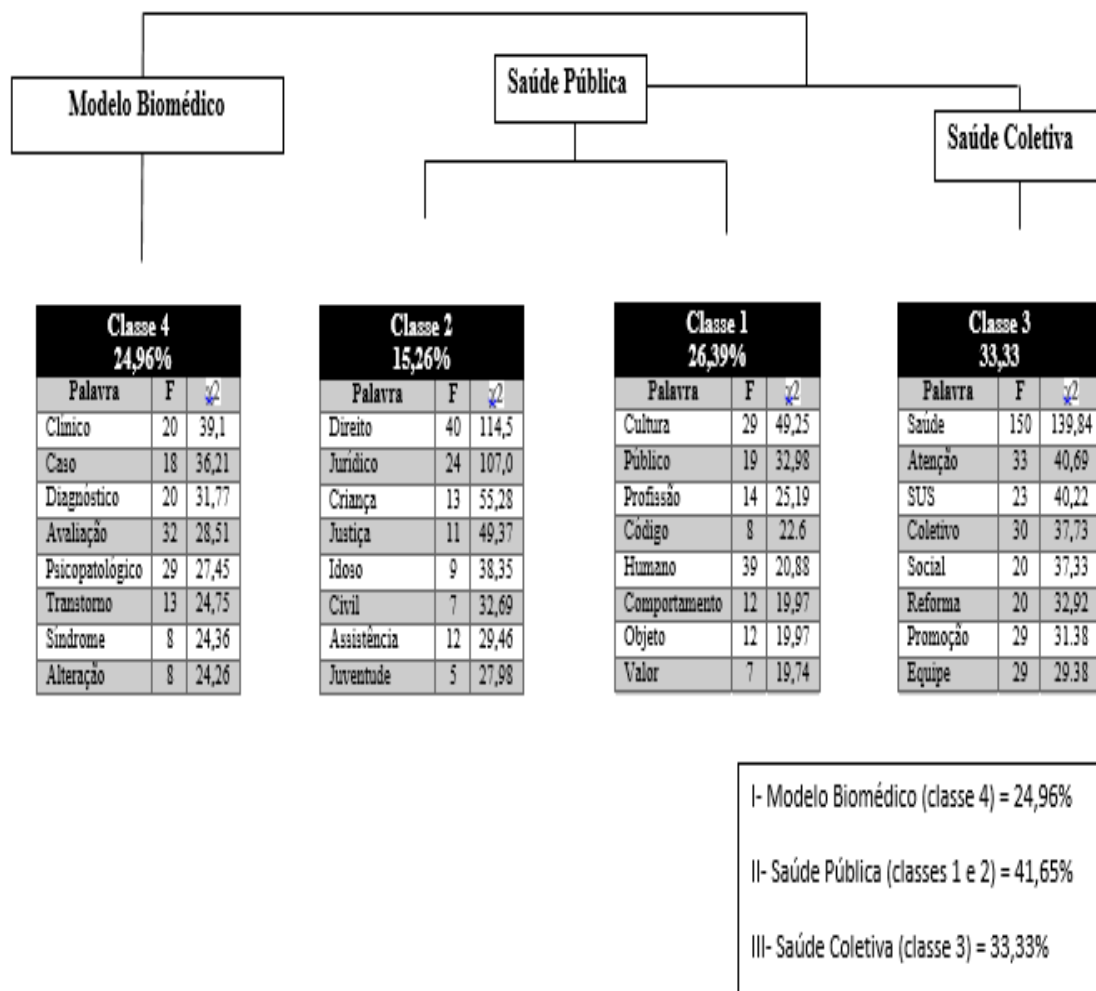 Modelo Biomédico
Saúde Pública
Saúde Coletiva
Classe 4
24,96%
Palavra F χ2
Clínico 20 39,1
Caso 18 36,21
Diagnóstico 20 31,77
Avaliação 32 28,51
Psicopatológico 29 27,45
Transtorno 13 24,75
Síndrome 8 24,36
Alteração 8 24,26
Classe 2
15,26%
Palavra F χ2
Direito 40 114,5
Jurídico 24 107,0
Criança 13 55,28
Justiça 11 49,37
Idoso 9 38,35
Civil 7 32,69
Assistência 12 29,46
Juventude 5 27,98
Classe 1
26,39%
Palavra F χ2
Cultura 29 49,25
Público 19 32,98
Profissão 14 25,19
Código 8 22.6
Humano 39 20,88
Comportamento 12 19,97
Objeto 12 19,97
Valor 7 19,74
Classe 3
33,33
Palavra F χ2
Saúde 150 139,84
Atenção 33 40,69
SUS 23 40,22
Coletivo 30 37,73
Social 20 37,33
Reforma 20 32,92
Promoção 29 31.38
Equipe 29 29.38
I- Modelo Biomédico (classe 4) = 24,96%
II- Saúde Pública (classes 1 e 2) = 41,65%
III- Saúde Coletiva (classe 3) = 33,33%